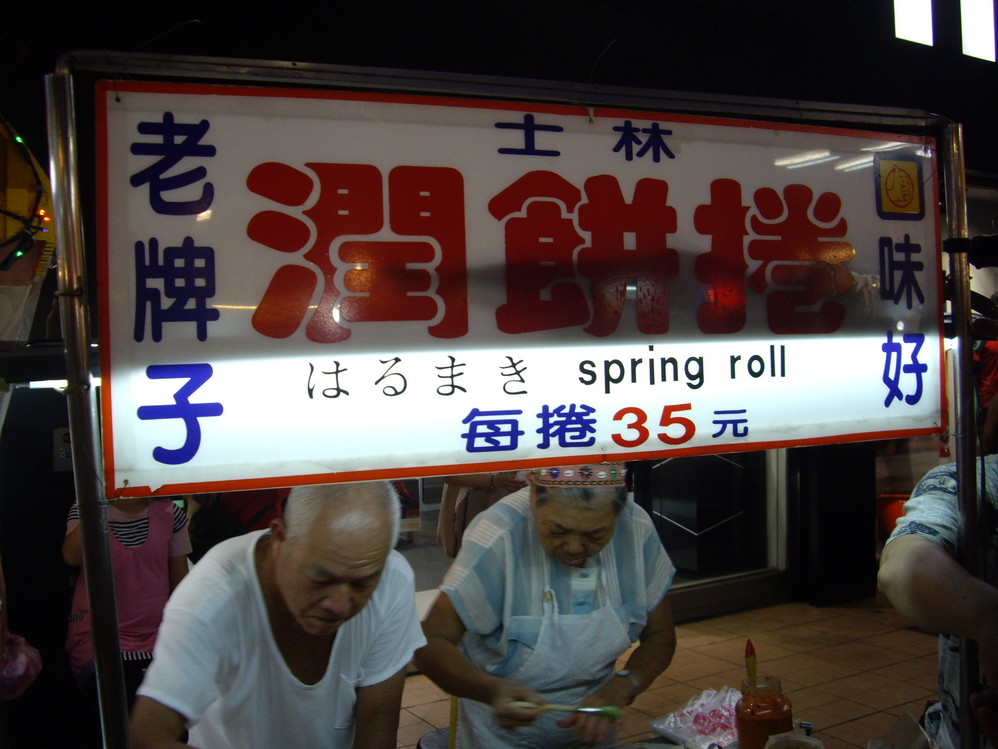 老牌子
士林
潤餅捲
はるまき spring roll
每捲35元
味好